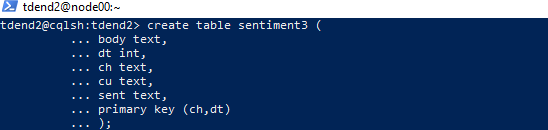 tdend2@node00:~
tdend2@cqlsh:tdend2> create table sentiment3 (
... body text,
... dt int,
... ch text,
... cu text,
... sent text,
... primary key (ch,dt)
... );